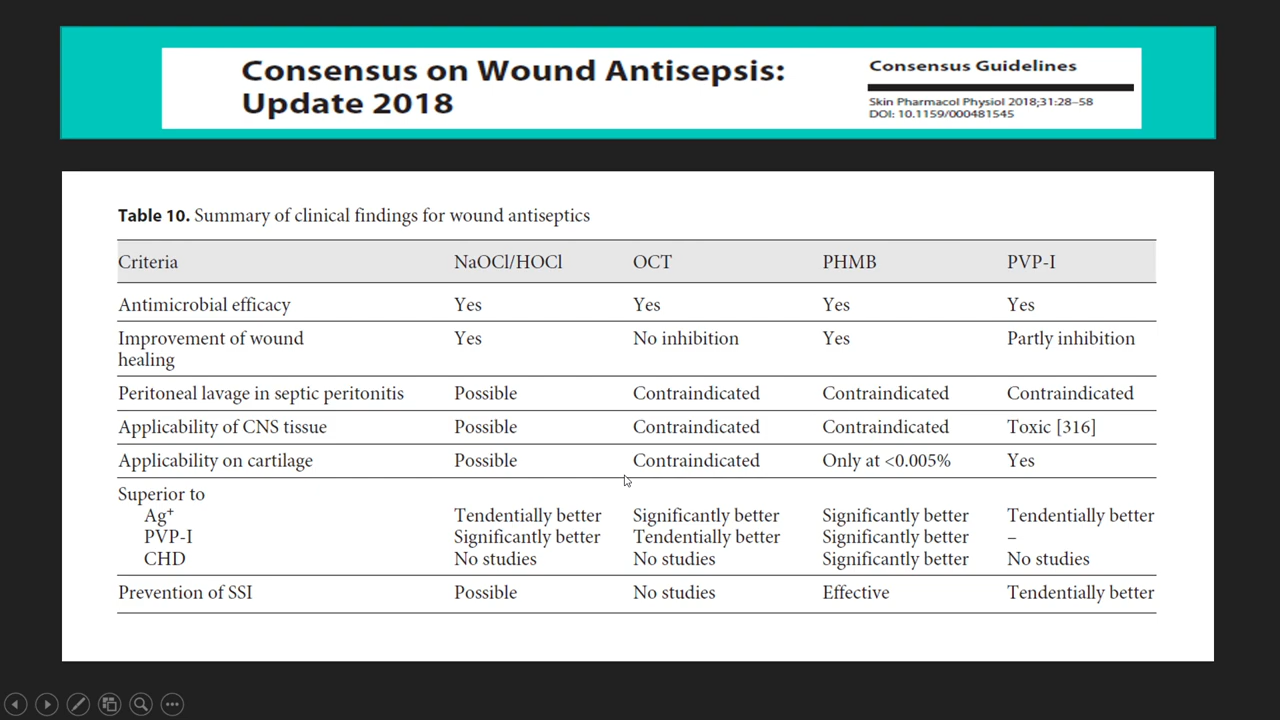 Consensus on Wound Antisepsis:
Update 2018
Consensus Guidelines
Skin Pharmacol Physiol 2018;31:28–58
DOI: 10.1159/000481545
Table 10. Summary of clinical findings for wound antiseptics
Criteria NaOCl/HOCl OCT PHMB PVP-I
Antimicrobial efficacy Yes Yes Yes Yes
Improvement of wound Yes No inhibition Yes Partly inhibition
healing
Peritoneal lavage in septic peritonitis Possible Contraindicated Contraindicated Contraindicated
Applicability of CNS tissue Possible Contraindicated Contraindicated Toxic [316]
Applicability on cartilage Possible Contraindicated Only at <0.005% Yes
Superior to
Ag⁺ Tendentially better Significantly better Significantly better Tendentially better
PVP-I Significantly better Tendentially better Significantly better –
CHD No studies No studies Significantly better No studies
Prevention of SSI Possible No studies Effective Tendentially better